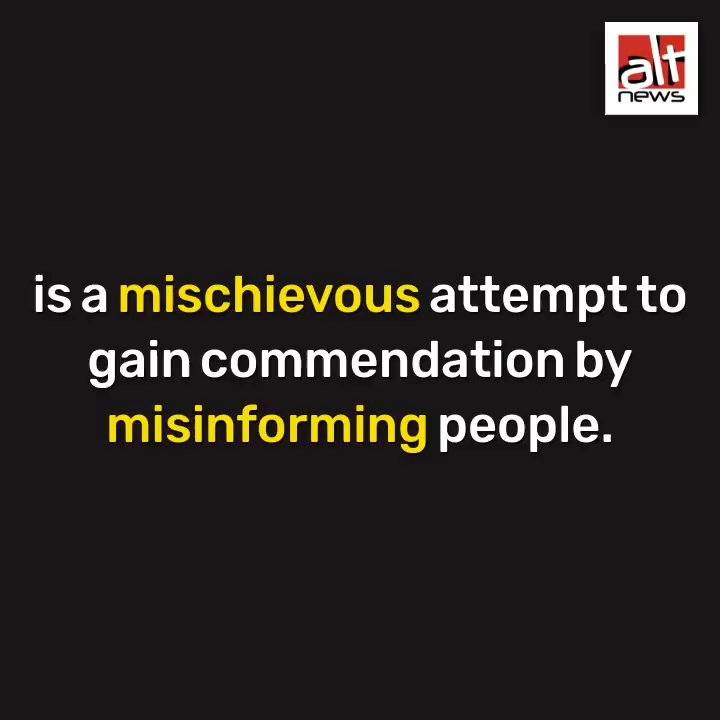 alt
news
is a mischievous attempt to
gain commendation by
misinforming people.